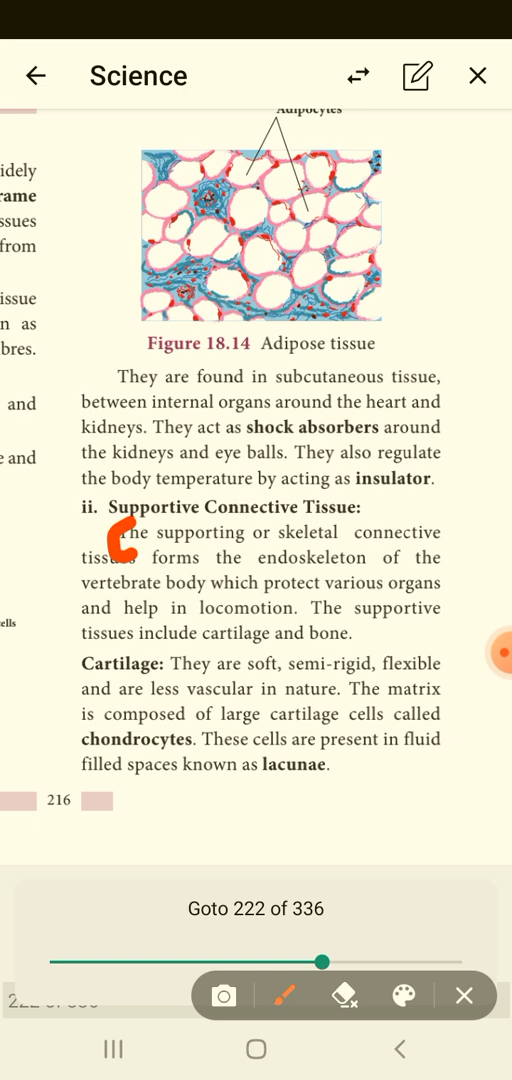 Science
Adipocytes
idely
rame
ssues
from
issue
n as
bres.
and
e and
cells
Figure 18.14 Adipose tissue
They are found in subcutaneous tissue,
between internal organs around the heart and
kidneys. They act as shock absorbers around
the kidneys and eye balls. They also regulate
the body temperature by acting as insulator.
ii. Supportive Connective Tissue:
The supporting or skeletal connective
tissues forms the endoskeleton of the
vertebrate body which protect various organs
and help in locomotion. The supportive
tissues include cartilage and bone.
Cartilage: They are soft, semi-rigid, flexible
and are less vascular in nature. The matrix
is composed of large cartilage cells called
chondrocytes. These cells are present in fluid
filled spaces known as lacunae.
216
Goto 222 of 336
222 of 336